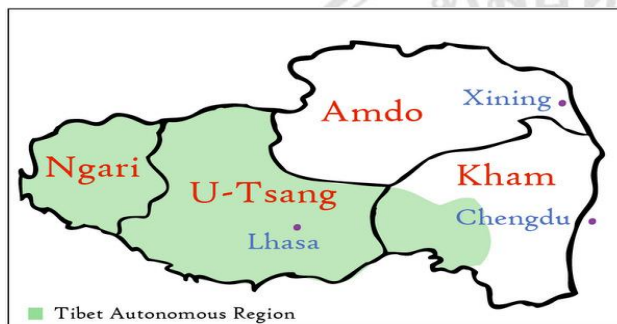 Xining
Amdo
Ngari
Kham
U-Tsang
Chengdu
Lhasa
Tibet Autonomous Region